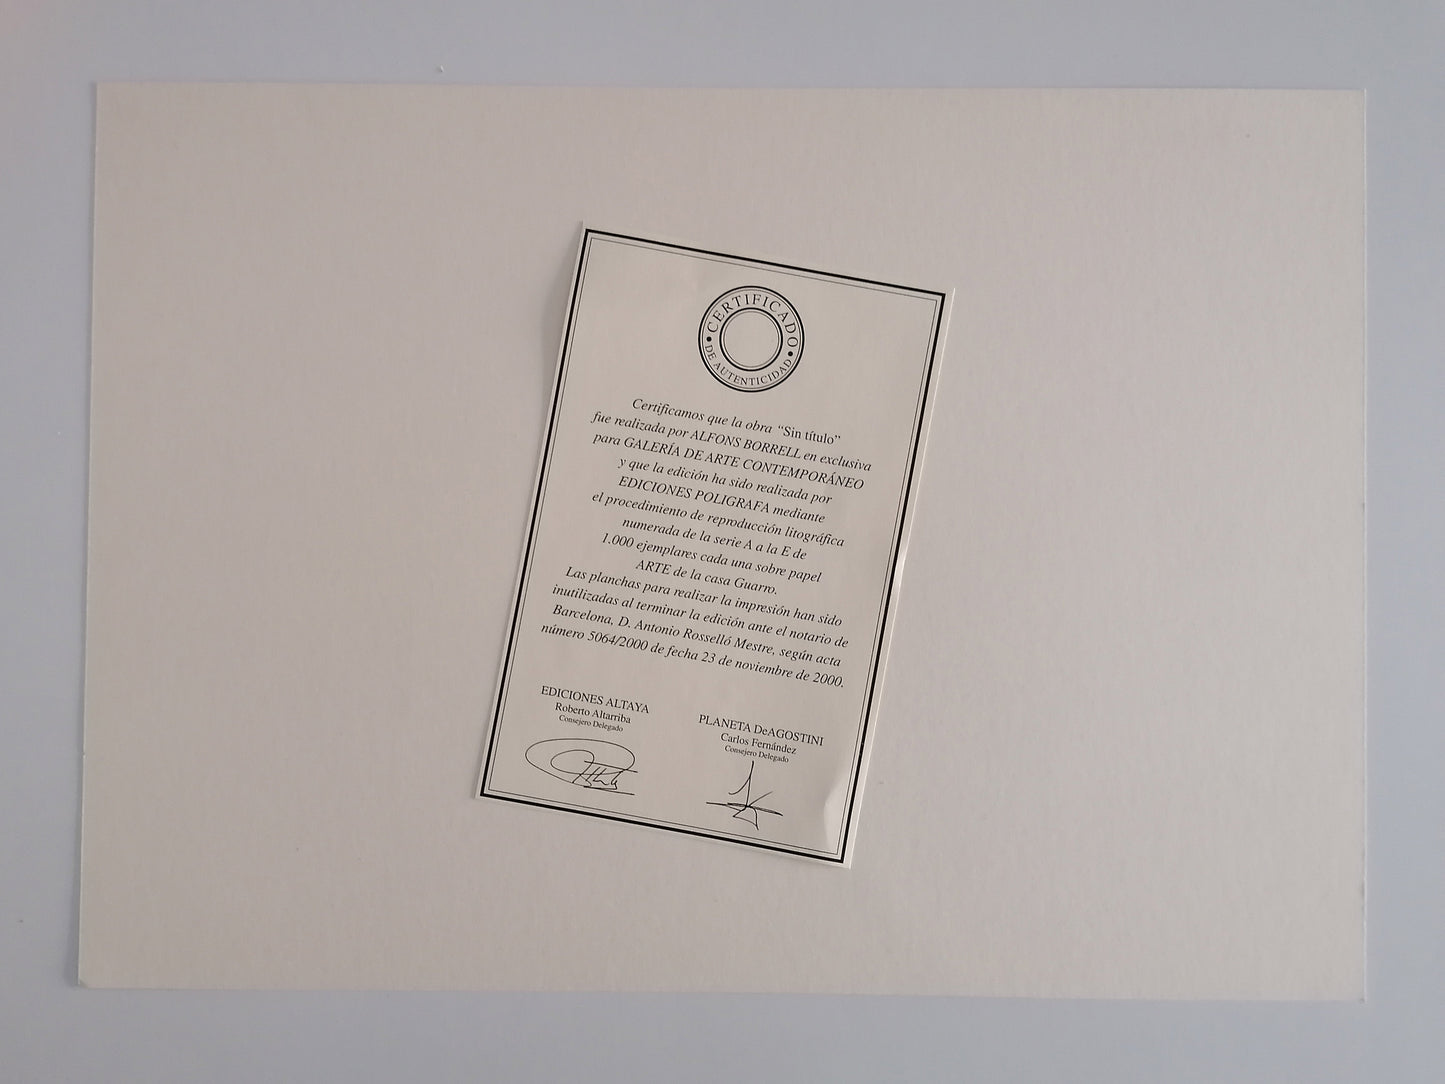 CERTIFICADO
• DE AUTENTICIDAD •
Certificamos que la obra “Sin título”
fue realizada por ALFONS BORRELL en exclusiva
para GALERÍA DE ARTE CONTEMPORÁNEO
y que la edición ha sido realizada por
EDICIONES POLIGRAFA mediante
el procedimiento de reproducción litográfica
numerada de la serie A a la E de
1.000 ejemplares cada una sobre papel
ARTE de la casa Guarro.
Las planchas para realizar la impresión han sido
inutilizadas al terminar la edición ante el notario de
Barcelona, D. Antonio Rosselló Mestre, según acta
número 5064/2000 de fecha 23 de noviembre de 2000.
EDICIONES ALTAYA
Roberto Altarriba
Consejero Delegado
PLANETA DeAGOSTINI
Carlos Fernández
Consejero Delegado